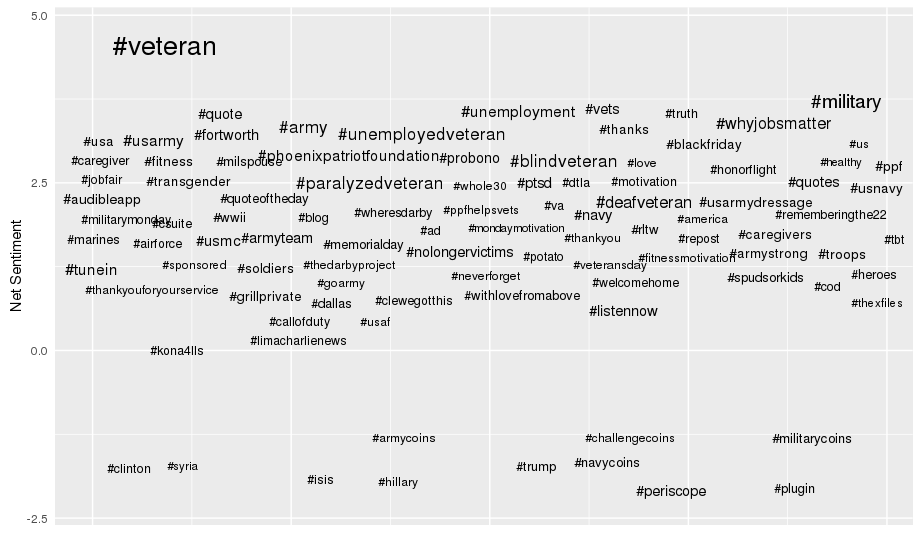 5.0
#veteran
#military
#quote
#unemployment
#vets
#truth
#army
#whyjobsmatter
#thanks
#fortworth
#unemployedveteran
#usa
#usarmy
#blackfriday
#us
#caregiver
#fitness
#milspouse
#phoenixpatriotfoundation
#probono
#blindveteran
#love
#honorflight
#healthy
#ppf
2.5
#jobfair
#transgender
#paralyzedveteran
#whole30
#ptsd
#dtla
#motivation
#quotes
#usnavy
#audibleapp
#quoteoftheday
#wheresdarby
#ppfhelpsvets
#va
#deafveteran
#usarmydressage
#militarymonday
#csuite
#wwii
#blog
#navy
#america
#rememberingthe22
#ad
#mondaymotivation
#rltw
#marines
#airforce
#usmc
#armyteam
#memorialday
#thankyou
#repost
#caregivers
#tbt
#nolongervictims
#potato
#fitnessmotivation
#armystrong
#troops
#tunein
#sponsored
#soldiers
#thedarbyproject
#veteransday
#goarmy
#neverforget
#welcomehome
#spudsorkids
#cod
#heroes
#thankyouforyourservice
#grillprivate
#dallas
#clewegotthis
#withlovefromabove
#listennow
#thexfiles
#callofduty
#usaf
#limacharlienews
0.0
#kona4lls
#armycoins
#challengecoins
#militarycoins
#clinton
#syria
#trump
#navycoins
#isis
#hillary
#periscope
#plugin
-2.5
Net Sentiment